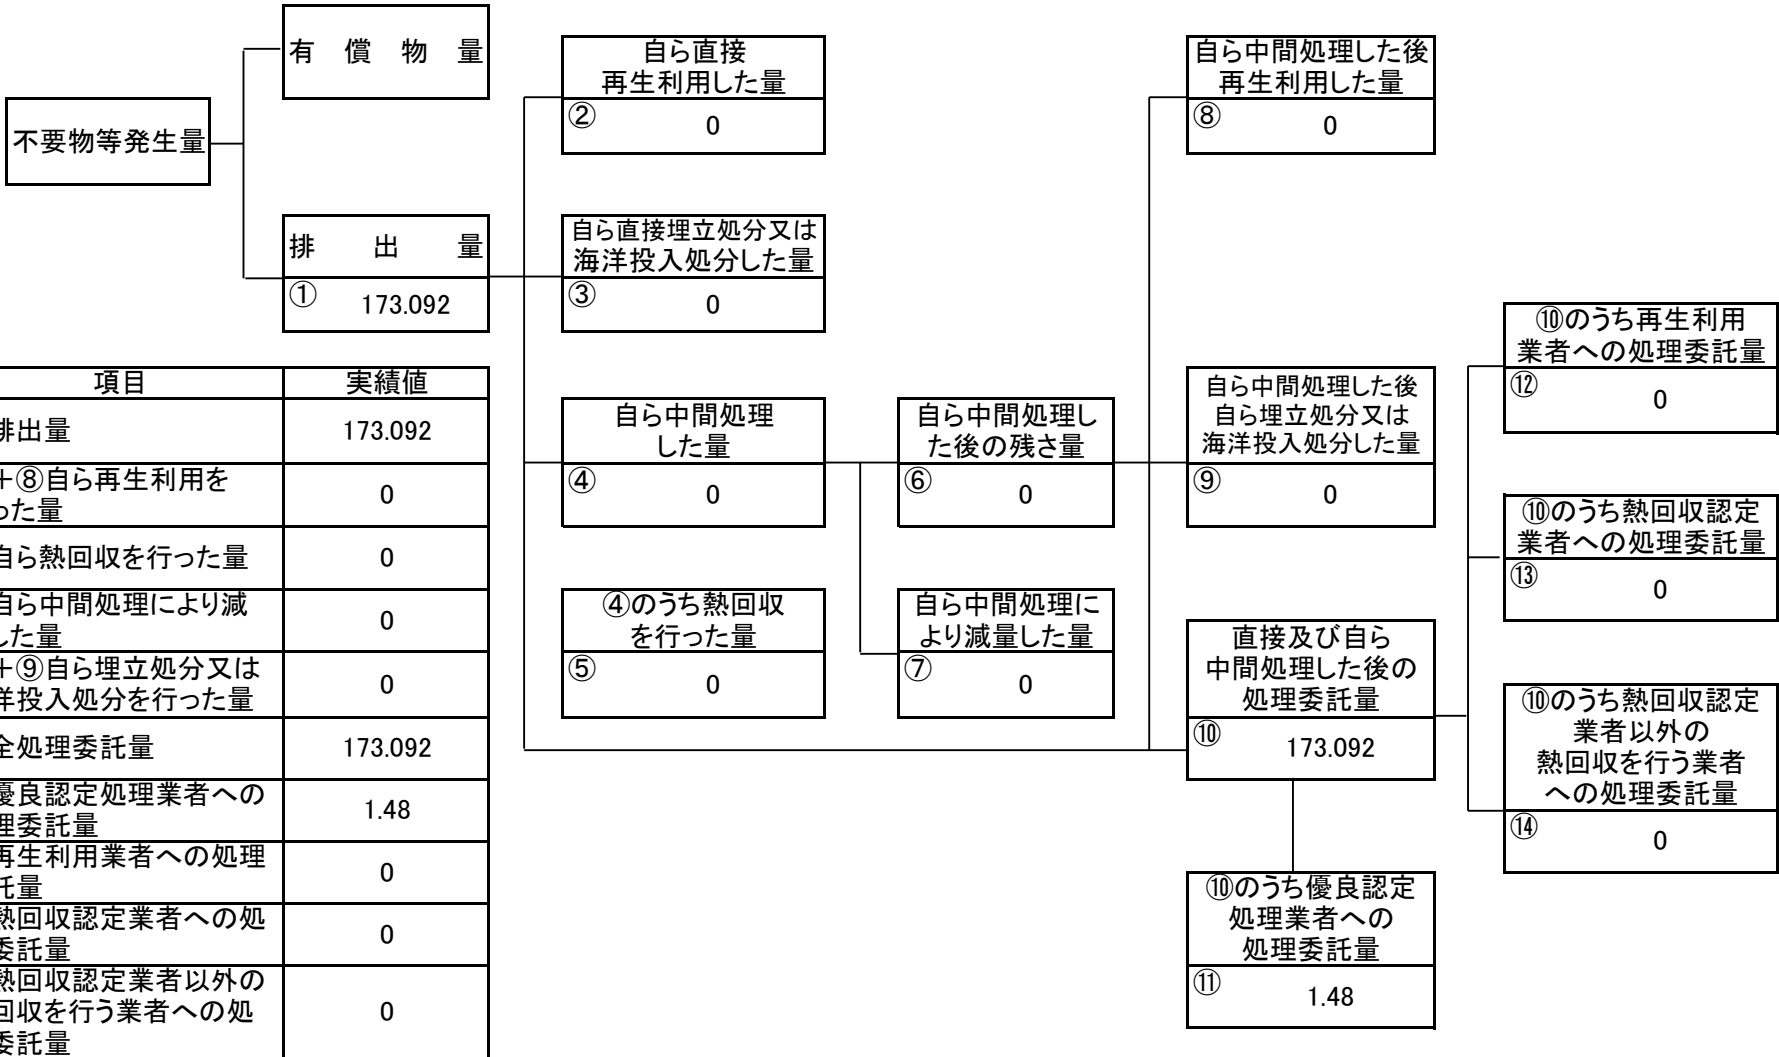 有償物量
不要物等発生量
排出量
① 173.092
自ら直接
再生利用した量
② 0
自ら直接埋立処分又は
海洋投入処分した量
③ 0
自ら中間処理
した量
④ 0
④のうち熱回収
を行った量
⑤ 0
自ら中間処理し
た後の残さ量
⑥ 0
自ら中間処理に
より減量した量
⑦ 0
自ら中間処理した後
再生利用した量
⑧ 0
自ら中間処理した後
自ら埋立処分又は
海洋投入処分した量
⑨ 0
直接及び自ら
中間処理した後の
処理委託量
⑩ 173.092
⑩のうち優良認定
処理業者への
処理委託量
⑪ 1.48
⑩のうち再生利用
業者への処理委託量
⑫ 0
⑩のうち熱回収認定
業者への処理委託量
⑬ 0
⑩のうち熱回収認定
業者以外の
熱回収を行う業者
への処理委託量
⑭ 0
項目 実績値
排出量 173.092
+⑧自ら再生利用を
った量 0
自ら熱回収を行った量 0
自ら中間処理により減
した量 0
+⑨自ら埋立処分又は
洋投入処分を行った量 0
全処理委託量 173.092
優良認定処理業者への
理委託量 1.48
再生利用業者への処理
託量 0
熱回収認定業者への処
委託量 0
熱回収認定業者以外の
回収を行う業者への処
委託量 0